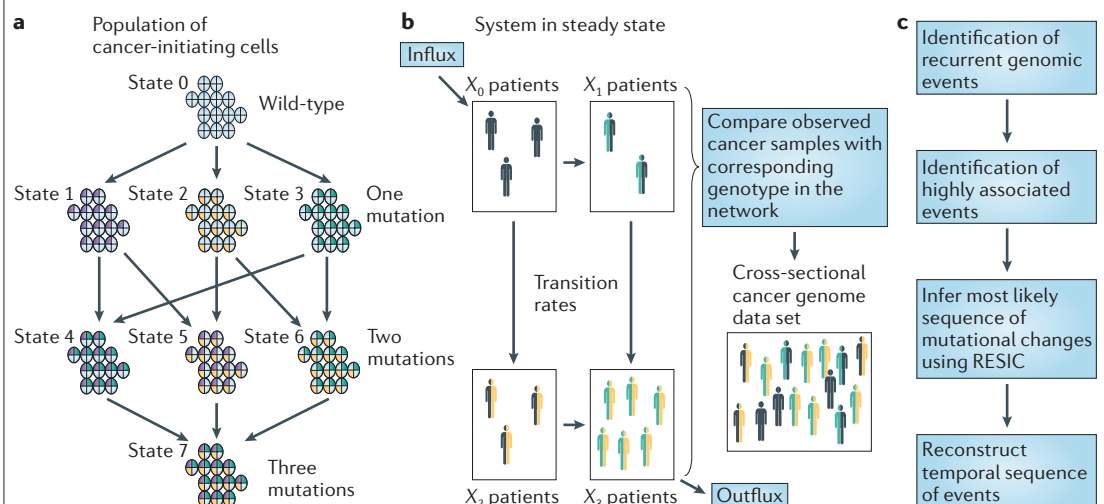 a
Population of
cancer-initiating cells
State 0
Wild-type
State 1
State 2
State 3
One
mutation
State 4
State 5
State 6
Two
mutations
State 7
Three
mutations
b
System in steady state
Influx
X0 patients
X1 patients
Transition
rates
X2 patients
X3 patients
Outflux
Compare observed
cancer samples with
corresponding
genotype in the
network
Cross-sectional
cancer genome
data set
c
Identification of
recurrent genomic
events
Identification of
highly associated
events
Infer most likely
sequence of
mutational changes
using RESIC
Reconstruct
temporal sequence
of events